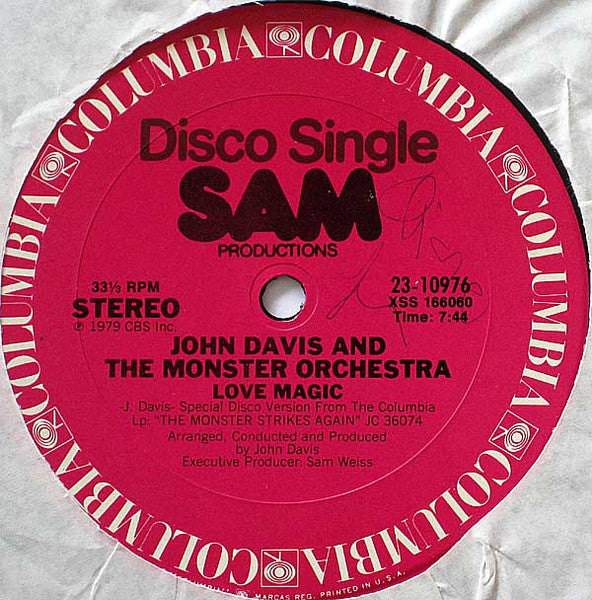 COLUMBIA COLUMBIA COLUMBIA COLUMBIA COLUMBIA COLUMBIA COLUMBIA COLUMBIA
Disco Single
SAM
PRODUCTIONS
33⅓ RPM
STEREO
℗ 1979 CBS Inc.
23-10976
XSS 166060
Time: 7:44
JOHN DAVIS AND
THE MONSTER ORCHESTRA
LOVE MAGIC
-J. Davis- Special Disco Version From The Columbia
Lp: "THE MONSTER STRIKES AGAIN" JC 36074
Arranged, Conducted and Produced
by John Davis
Executive Producer: Sam Weiss
MARCAS REG. PRINTED IN U.S.A.